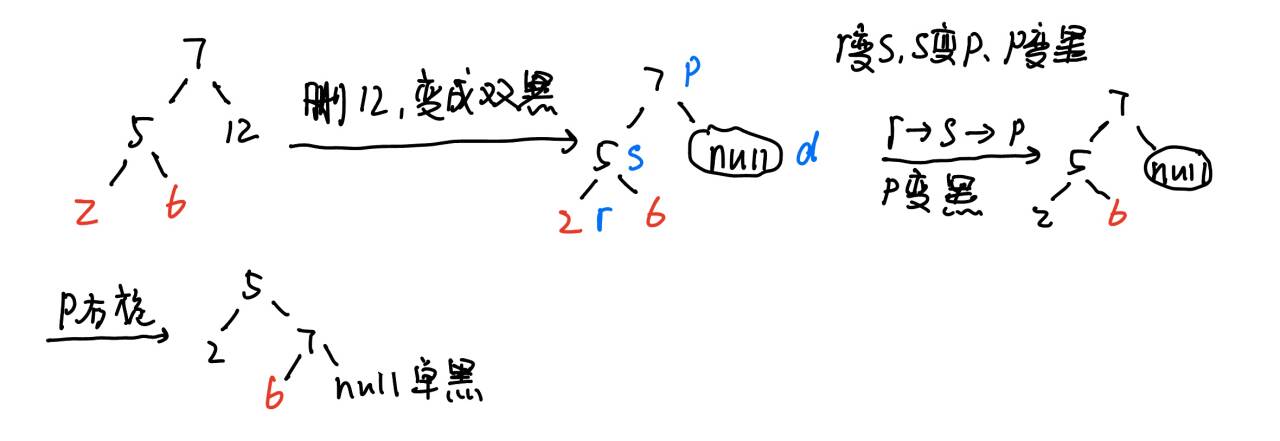 7
5 12
2 6
删12,变成双黑
7 p
5 s null d
2 r 6
r变s,s变p、p变黑
r→s→p
p变黑
7
5 null
2 6
p右旋
5
2 7
6 null 单黑